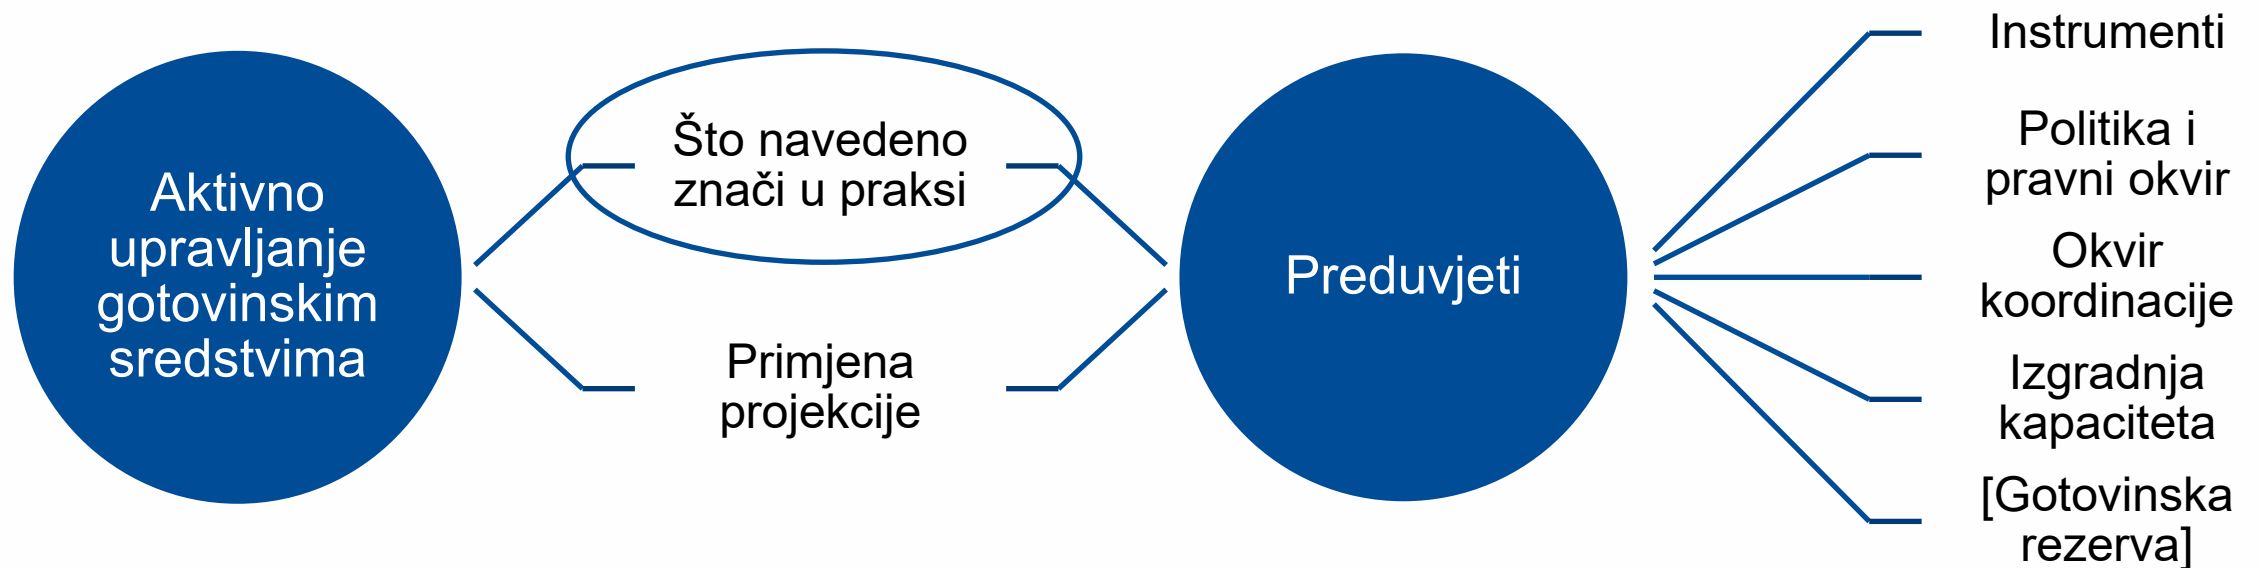 Aktivno
upravljanje
gotovinskim
sredstvima
Što navedeno
znači u praksi
Primjena
projekcije
Preduvjeti
Instrumenti
Politika i
pravni okvir
Okvir
koordinacije
Izgradnja
kapaciteta
[Gotovinska
rezerva]